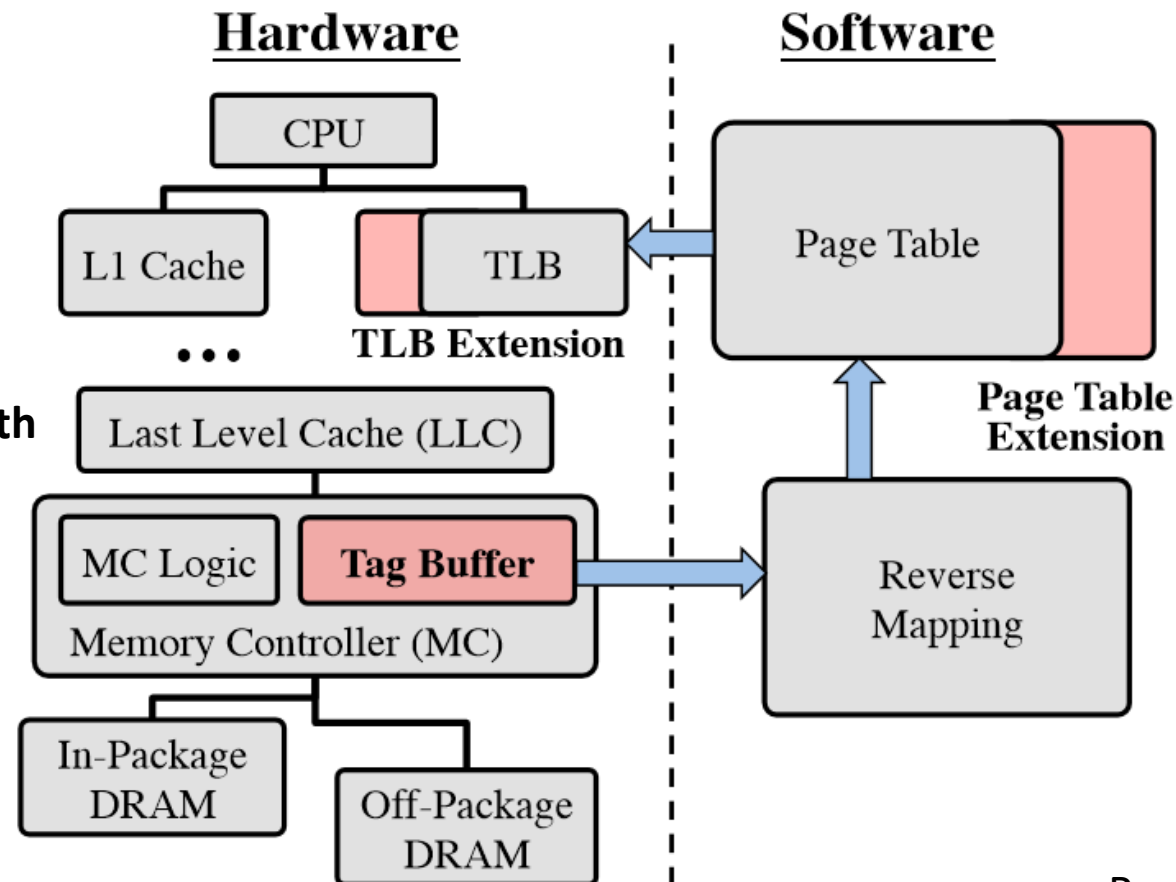 Hardware
Software
CPU
L1 Cache
TLB
Page Table
TLB Extension
...
Page Table
Extension
th
Last Level Cache (LLC)
MC Logic
Tag Buffer
Memory Controller (MC)
Reverse
Mapping
In-Package
DRAM
Off-Package
DRAM